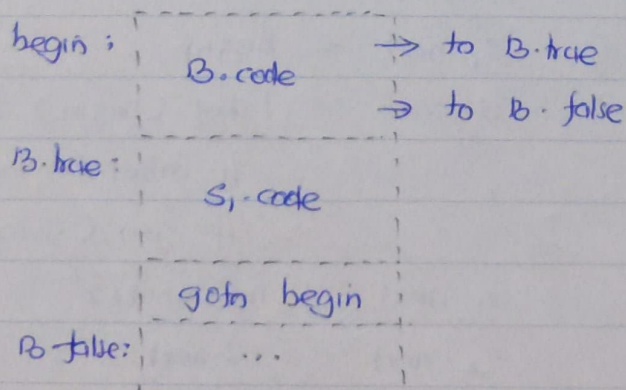 begin : B.code → to B.true
→ to B. false
B.true: S₁.code
goto begin
B.false: ...